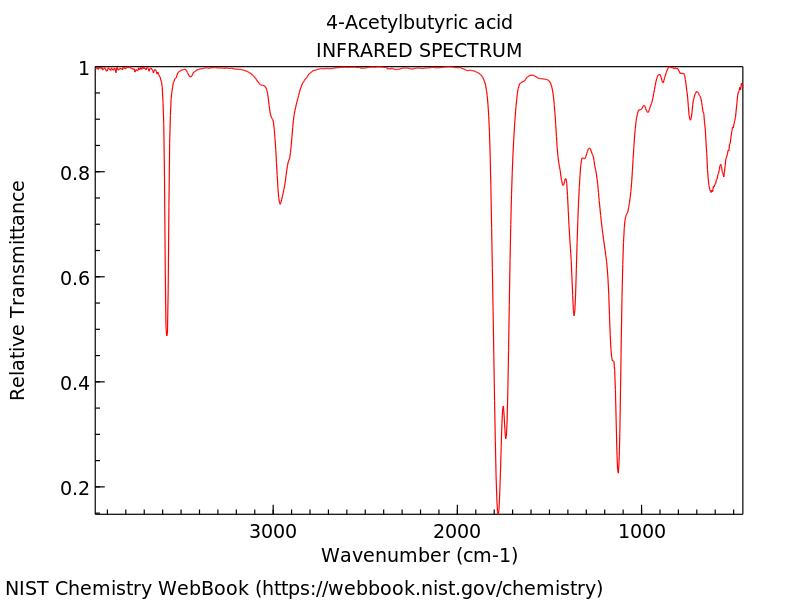 4-Acetylbutyric acid
INFRARED SPECTRUM
1
0.8
0.6
0.4
0.2
Relative Transmittance
3000 2000 1000
Wavenumber (cm-1)
NIST Chemistry WebBook (https://webbook.nist.gov/chemistry)